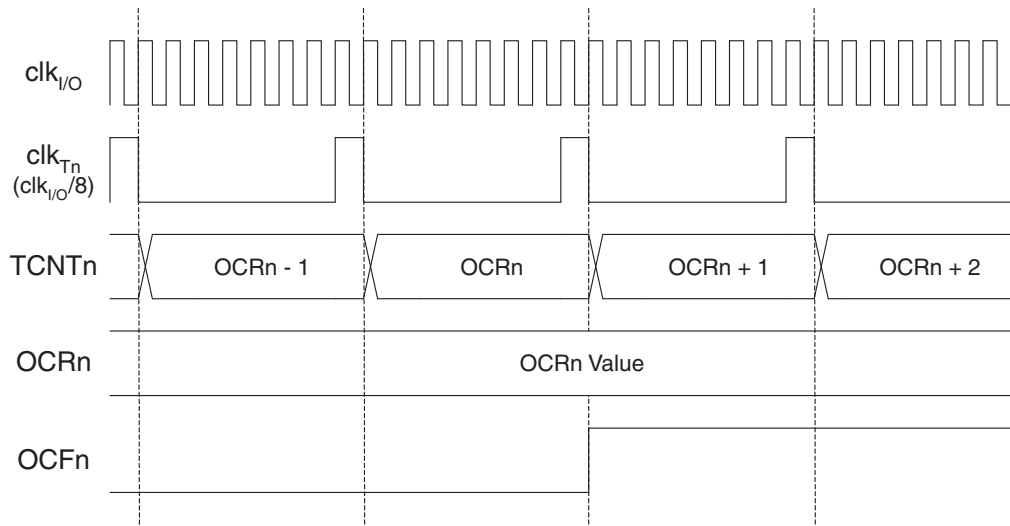 clkI/O
clkTn
(clkI/O/8)
TCNTn
OCRn - 1
OCRn
OCRn + 1
OCRn + 2
OCRn
OCRn Value
OCFn